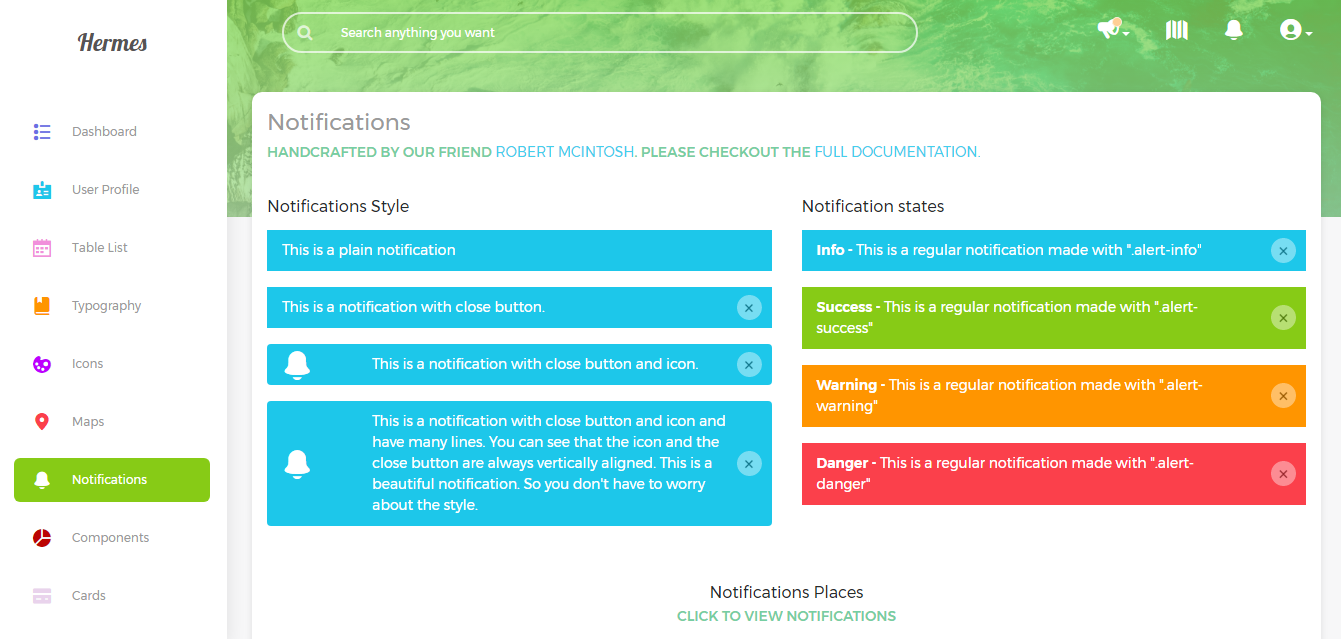 Hermes
Search anything you want
Dashboard
User Profile
Table List
Typography
Icons
Maps
Notifications
Components
Cards
Notifications
HANDCRAFTED BY OUR FRIEND ROBERT MCINTOSH. PLEASE CHECKOUT THE FULL DOCUMENTATION.
Notifications Style
This is a plain notification
This is a notification with close button.
This is a notification with close button and icon.
This is a notification with close button and icon and
have many lines. You can see that the icon and the
close button are always vertically aligned. This is a
beautiful notification. So you don't have to worry
about the style.
Notification states
Info - This is a regular notification made with ".alert-info"
Success - This is a regular notification made with ".alert-
success"
Warning - This is a regular notification made with ".alert-
warning"
Danger - This is a regular notification made with ".alert-
danger"
Notifications Places
CLICK TO VIEW NOTIFICATIONS